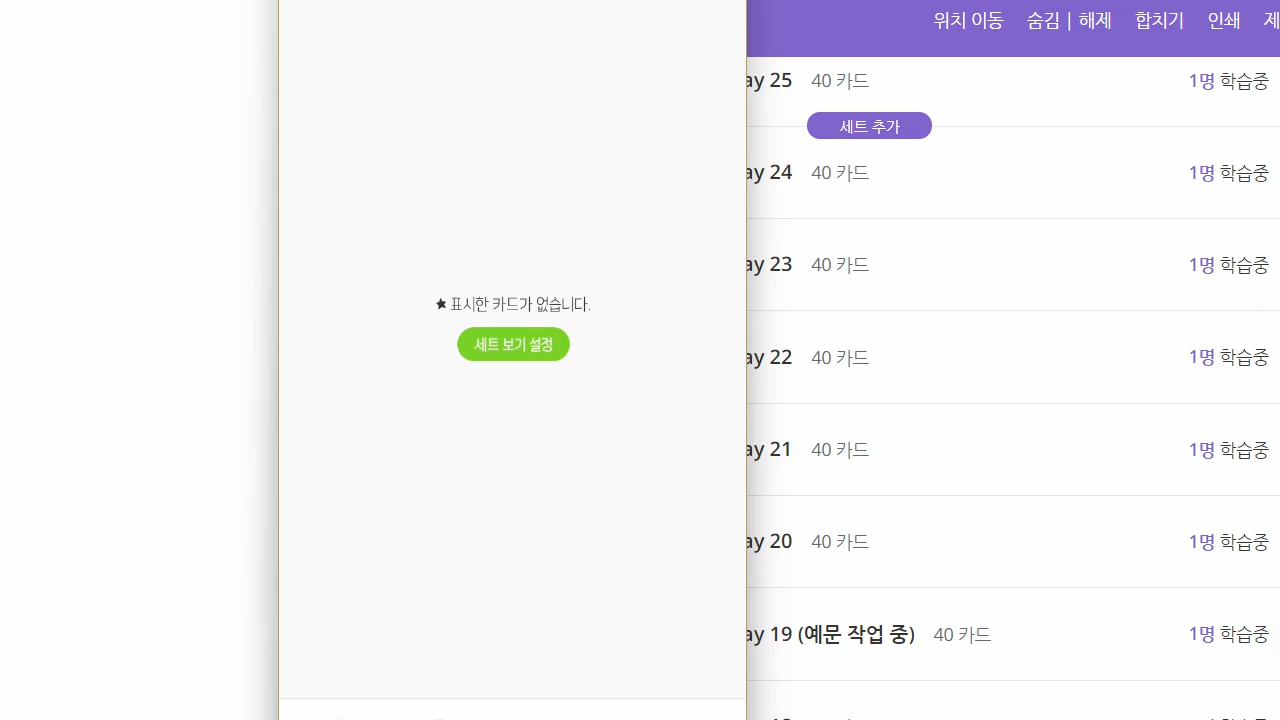 위치 이동 숨김 | 해제 합치기 인쇄 제
ay 25 40 카드 1명 학습중
세트 추가
ay 24 40 카드 1명 학습중
ay 23 40 카드 1명 학습중
★ 표시한 카드가 없습니다.
세트 보기 설정
ay 22 40 카드 1명 학습중
ay 21 40 카드 1명 학습중
ay 20 40 카드 1명 학습중
ay 19 (예문 작업 중) 40 카드 1명 학습중